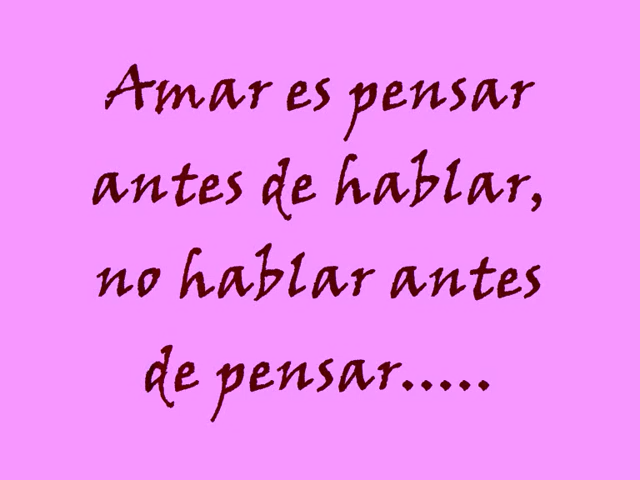 Amar es pensar
antes de hablar,
no hablar antes
de pensar.....